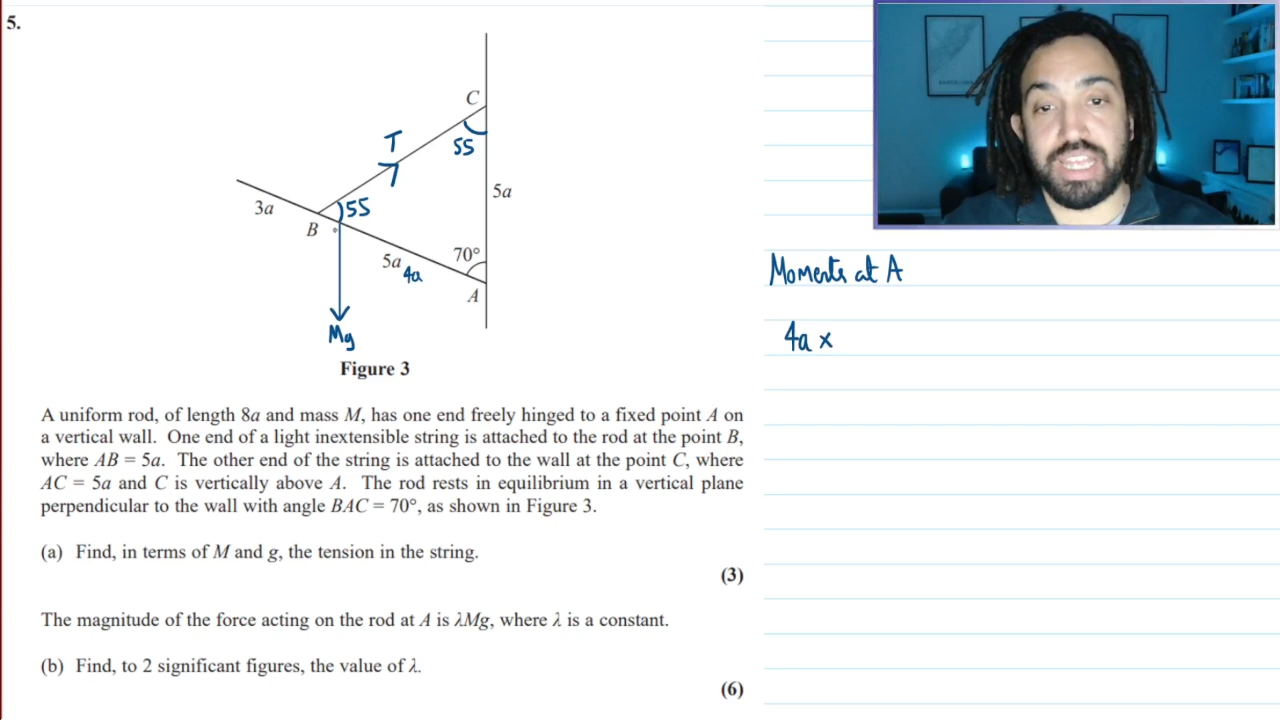 5.
C
T
55
5a
55
3a
B
70°
5a
4a
A
Mg
Figure 3
Moments at A
4a ×
A uniform rod, of length 8a and mass M, has one end freely hinged to a fixed point A on
a vertical wall. One end of a light inextensible string is attached to the rod at the point B,
where AB = 5a. The other end of the string is attached to the wall at the point C, where
AC = 5a and C is vertically above A. The rod rests in equilibrium in a vertical plane
perpendicular to the wall with angle BAC = 70°, as shown in Figure 3.
(a) Find, in terms of M and g, the tension in the string.
(3)
The magnitude of the force acting on the rod at A is λMg, where λ is a constant.
(b) Find, to 2 significant figures, the value of λ.
(6)